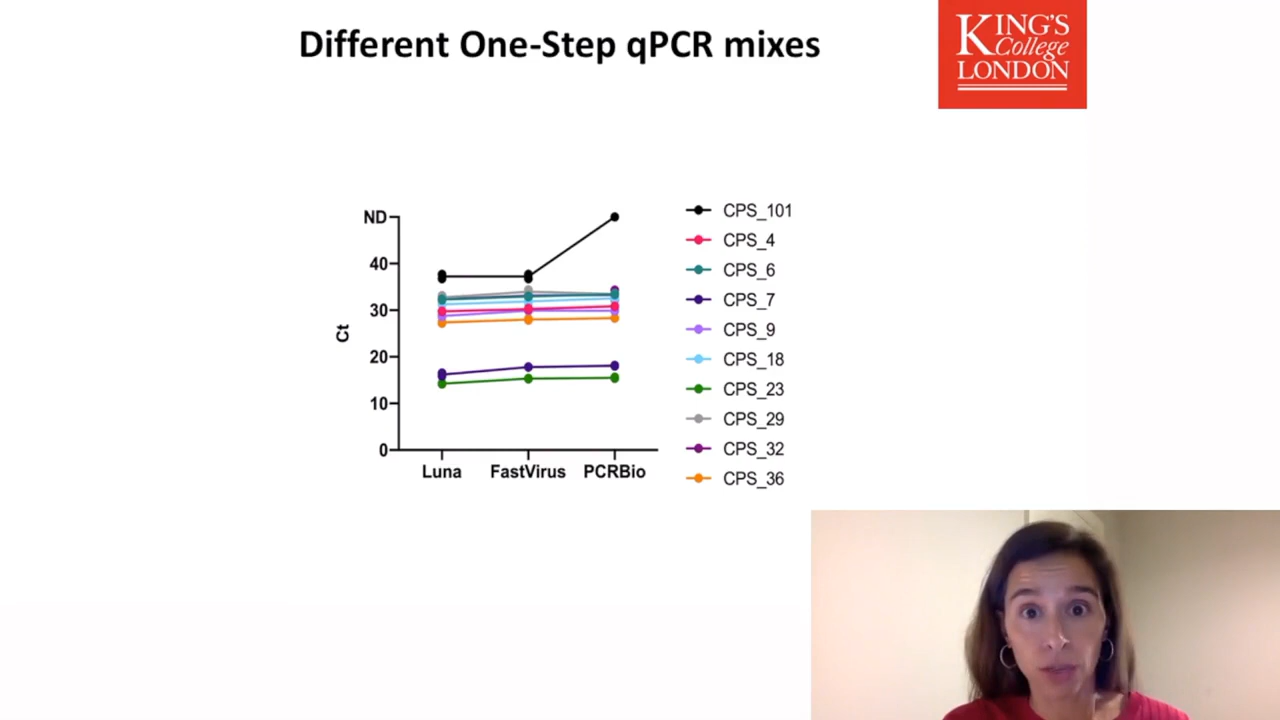 Different One-Step qPCR mixes
KING'S
College
LONDON
ND
40
30
20
10
0
Ct
Luna
FastVirus
PCRBio
CPS_101
CPS_4
CPS_6
CPS_7
CPS_9
CPS_18
CPS_23
CPS_29
CPS_32
CPS_36